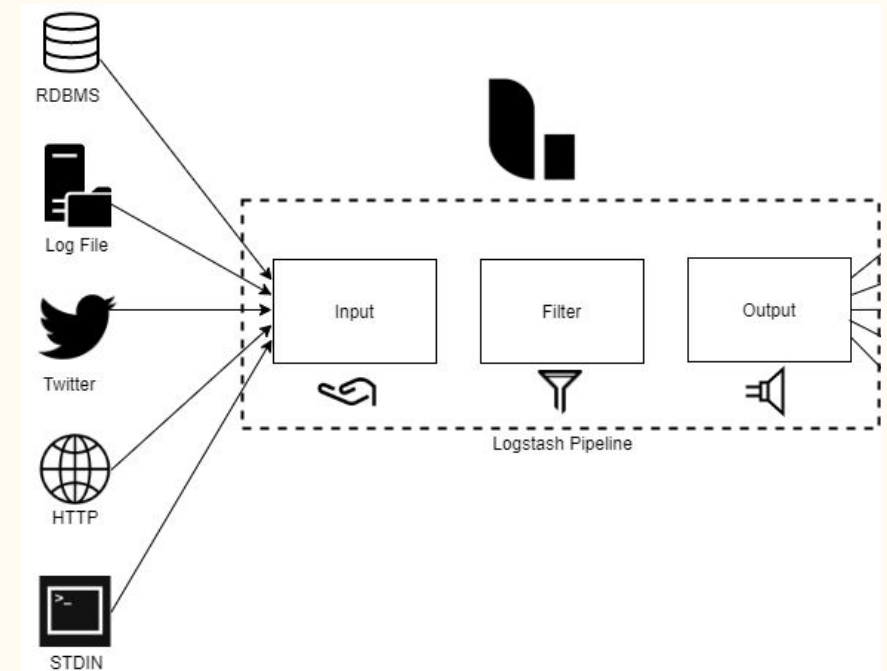 RDBMS
Log File
Twitter
HTTP
>_
STDIN
Input
Filter
Output
Logstash Pipeline